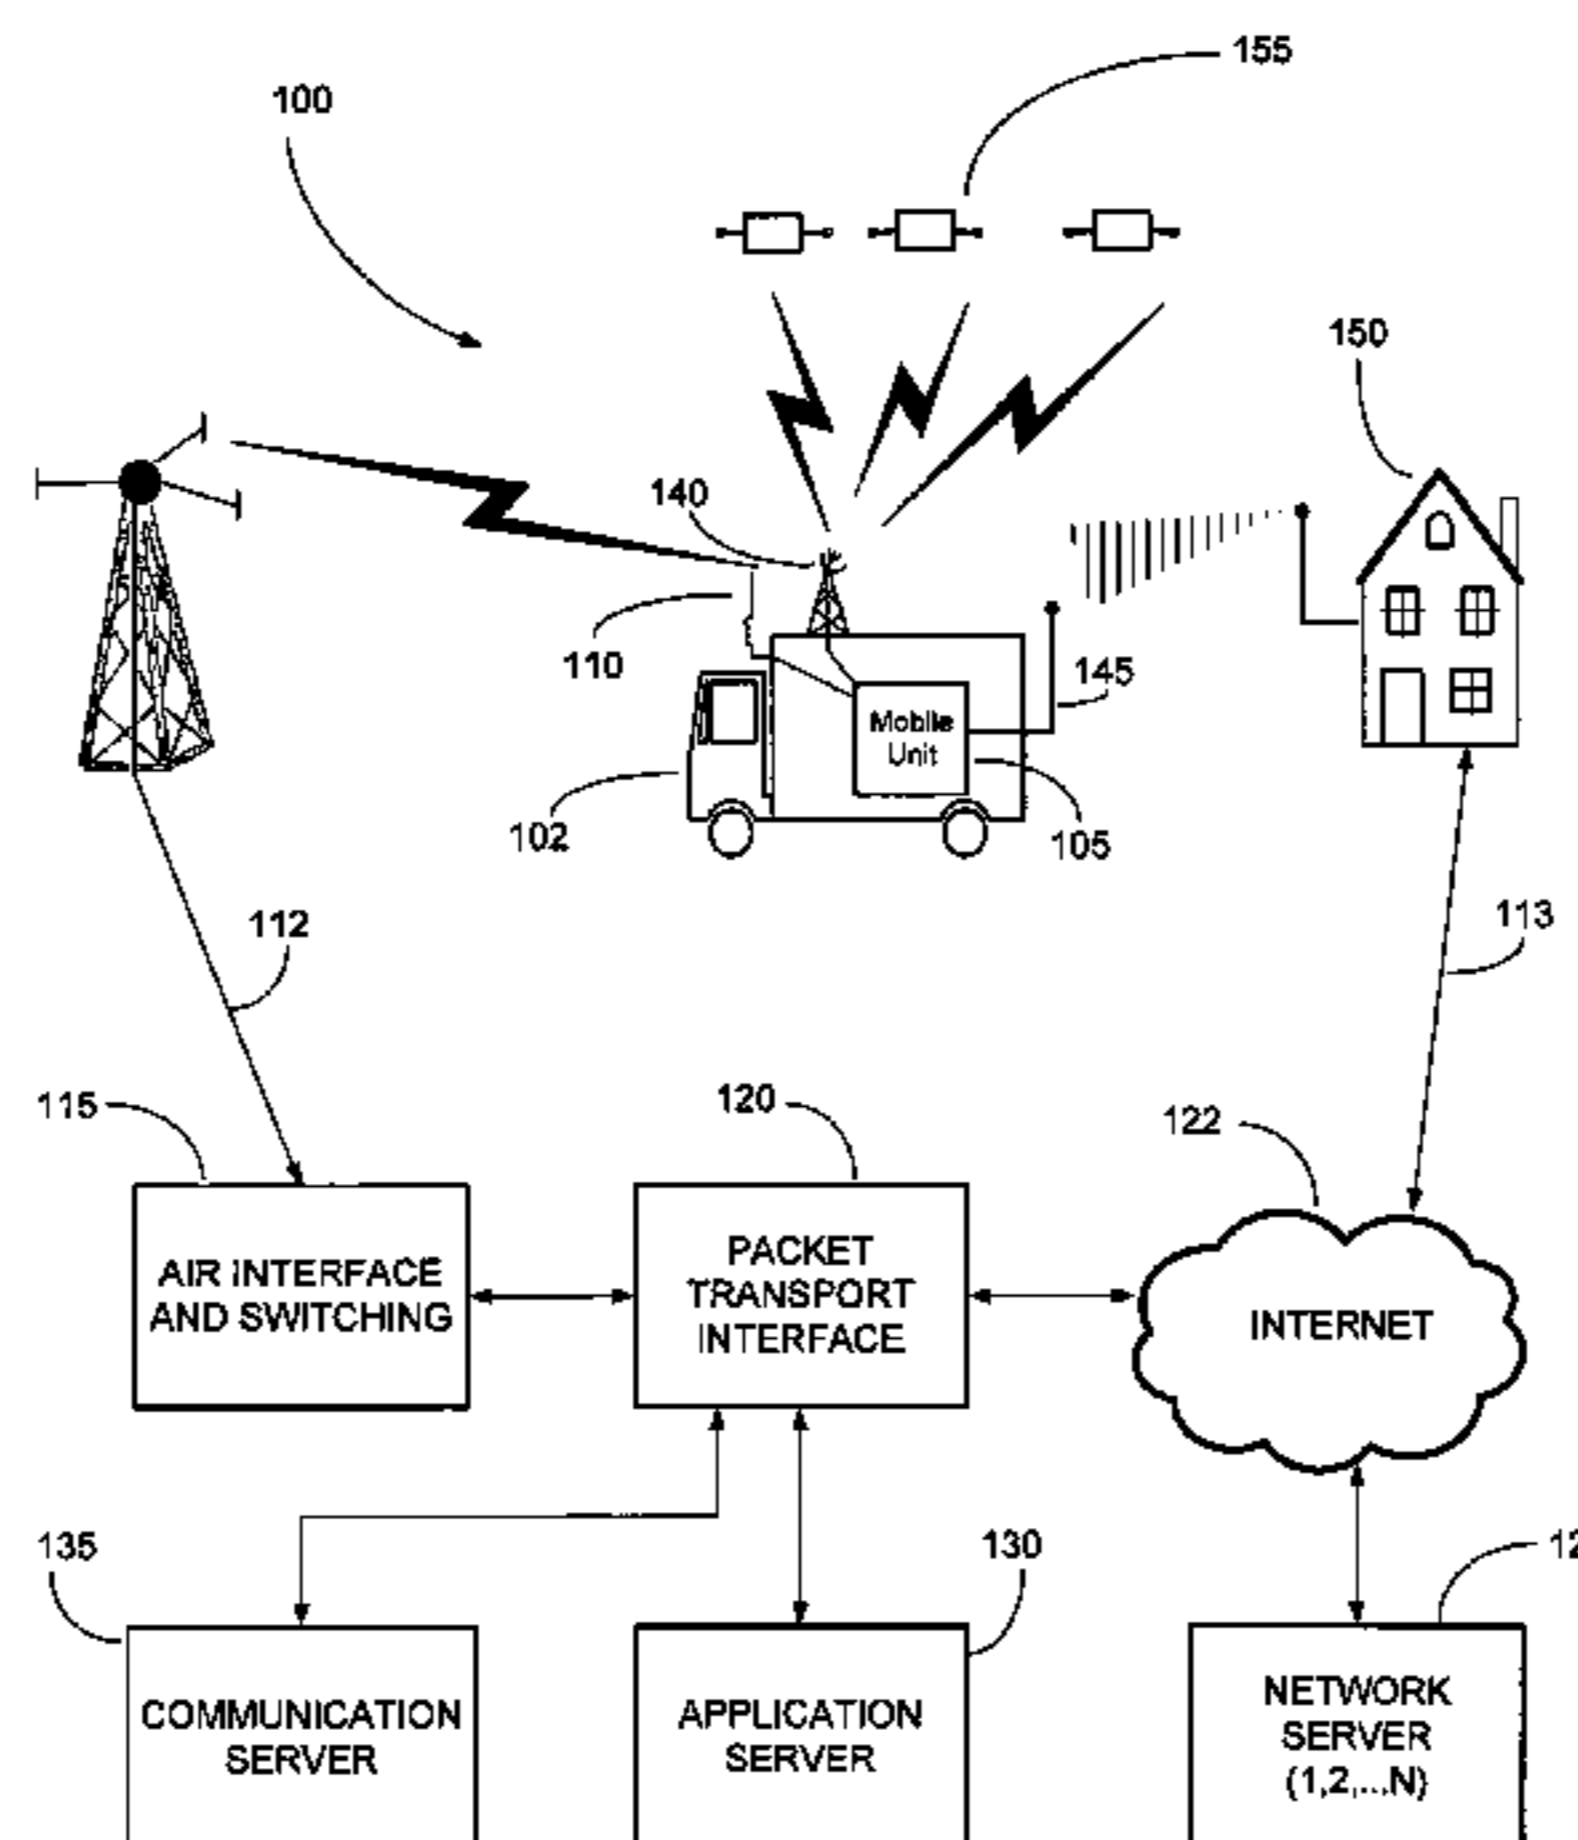 155
100
150
140
110
145
Mobile
Unit
102
105
112
113
115
120
122
AIR INTERFACE
AND SWITCHING
PACKET
TRANSPORT
INTERFACE
INTERNET
135
130
COMMUNICATION
SERVER
APPLICATION
SERVER
NETWORK
SERVER
(1,2,...N)